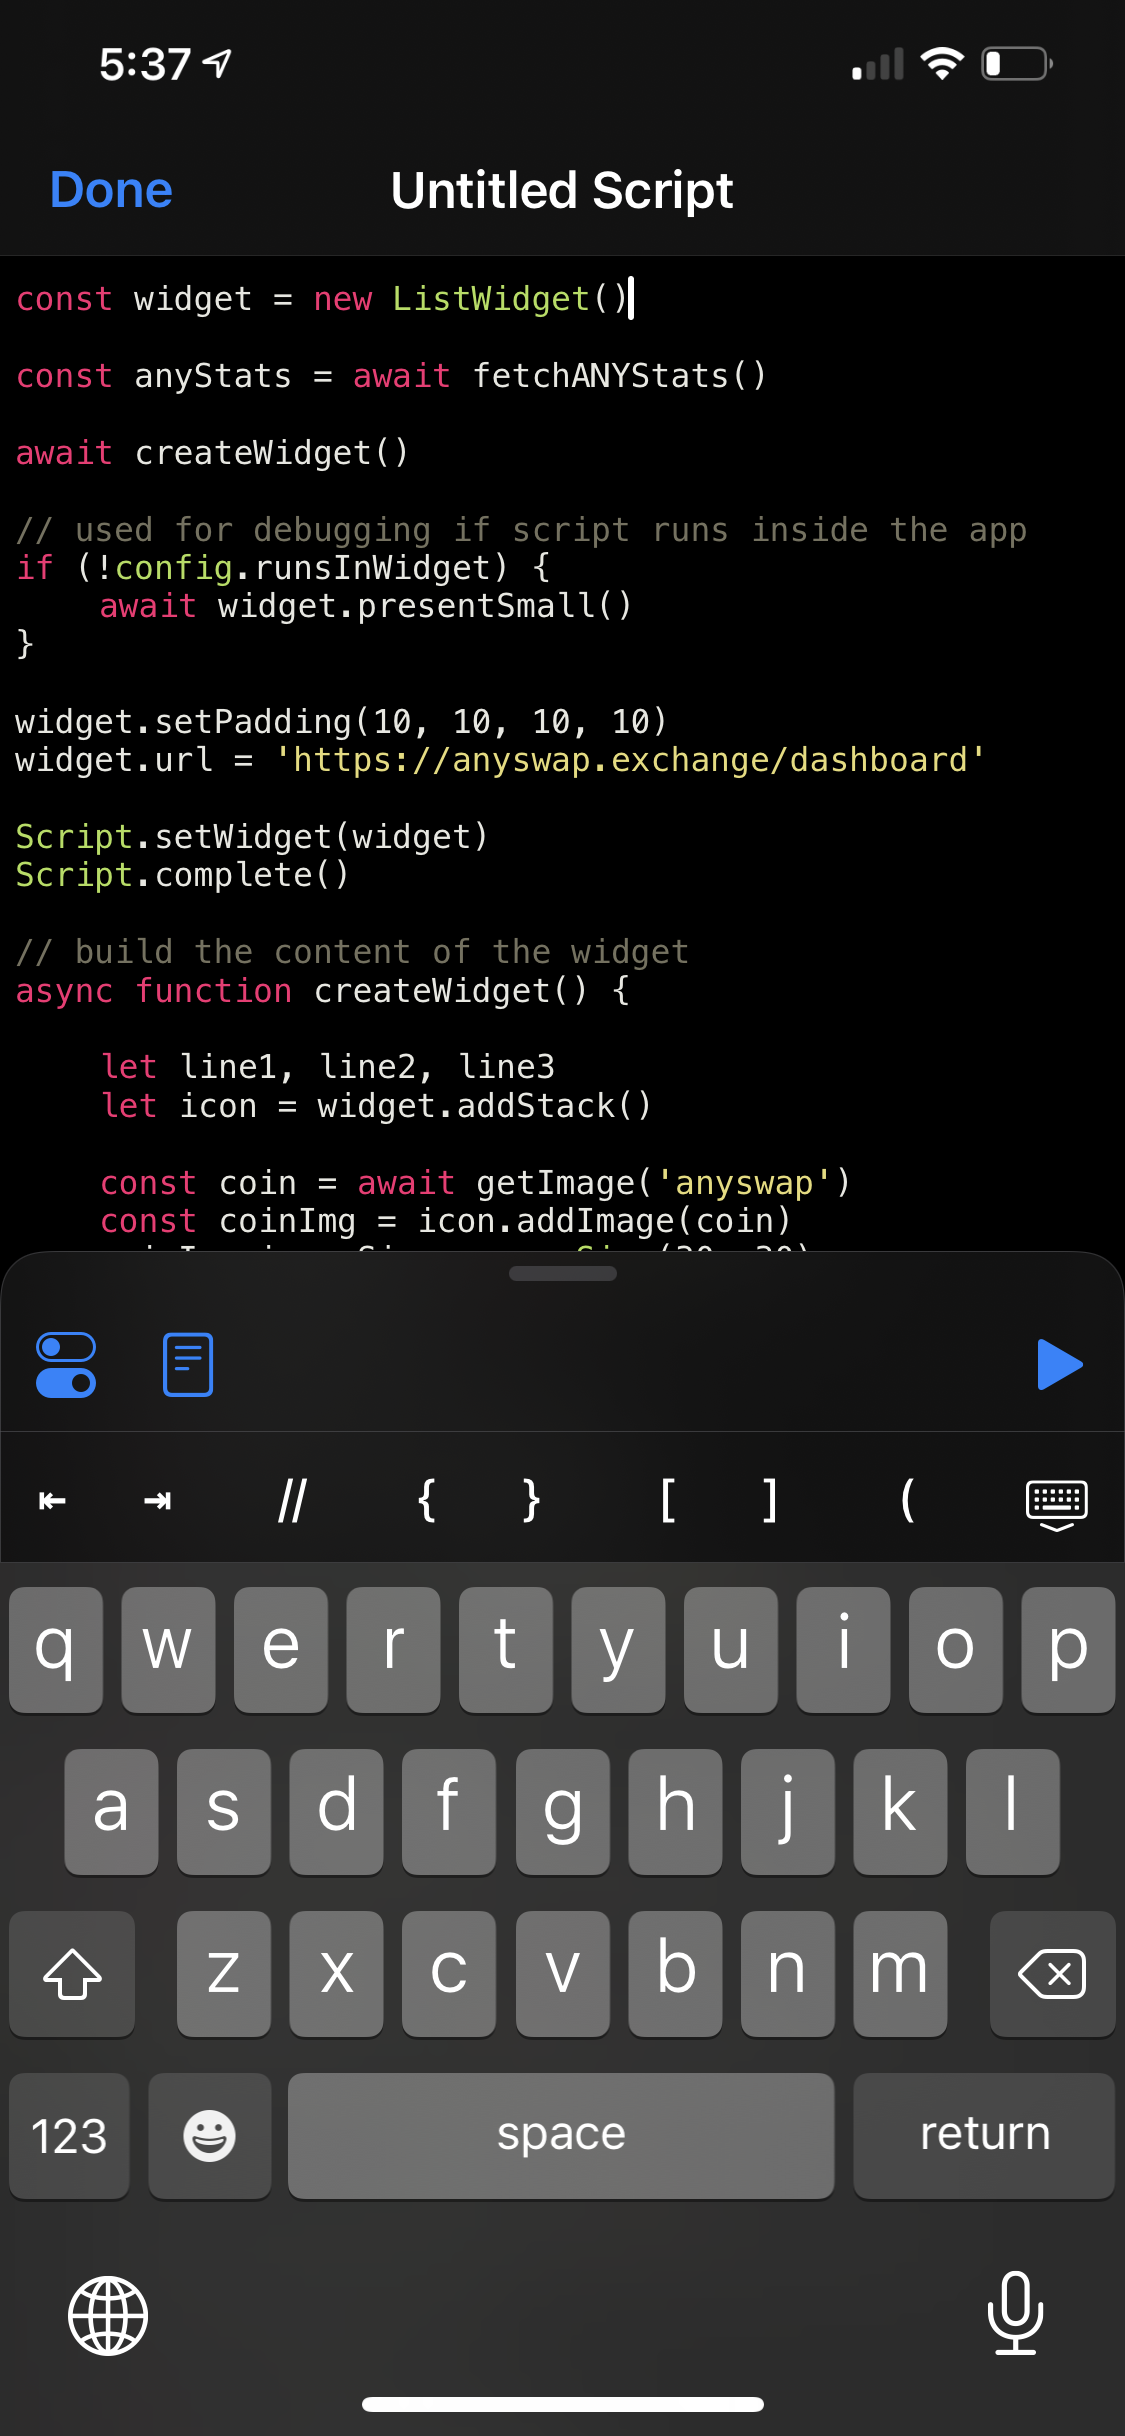 5:37
Done Untitled Script
const widget = new ListWidget()
const anyStats = await fetchANYStats()
await createWidget()
// used for debugging if script runs inside the app
if (!config.runsInWidget) {
await widget.presentSmall()
}
widget.setPadding(10, 10, 10, 10)
widget.url = 'https://anyswap.exchange/dashboard'
Script.setWidget(widget)
Script.complete()
// build the content of the widget
async function createWidget() {
let line1, line2, line3
let icon = widget.addStack()
const coin = await getImage('anyswap')
const coinImg = icon.addImage(coin)
// { } [ ] (
q w e r t y u i o p
a s d f g h j k l
z x c v b n m
123 space return